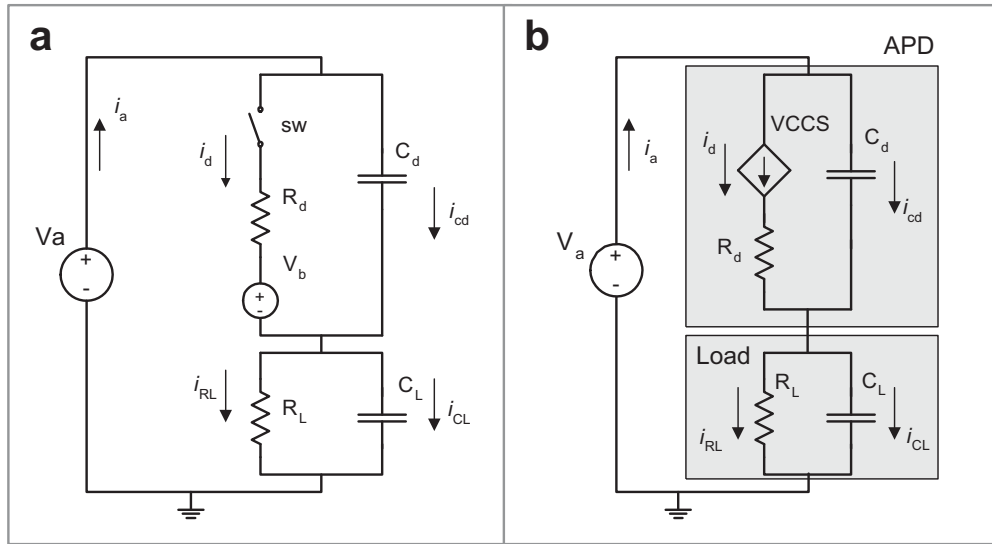 a
i_a
sw
i_d
C_d
R_d
i_cd
Va
+
-
V_b
+
-
i_RL
R_L
C_L
i_CL
b
APD
i_a
VCCS
i_d
C_d
i_cd
R_d
V_a
+
-
Load
R_L
C_L
i_RL
i_CL